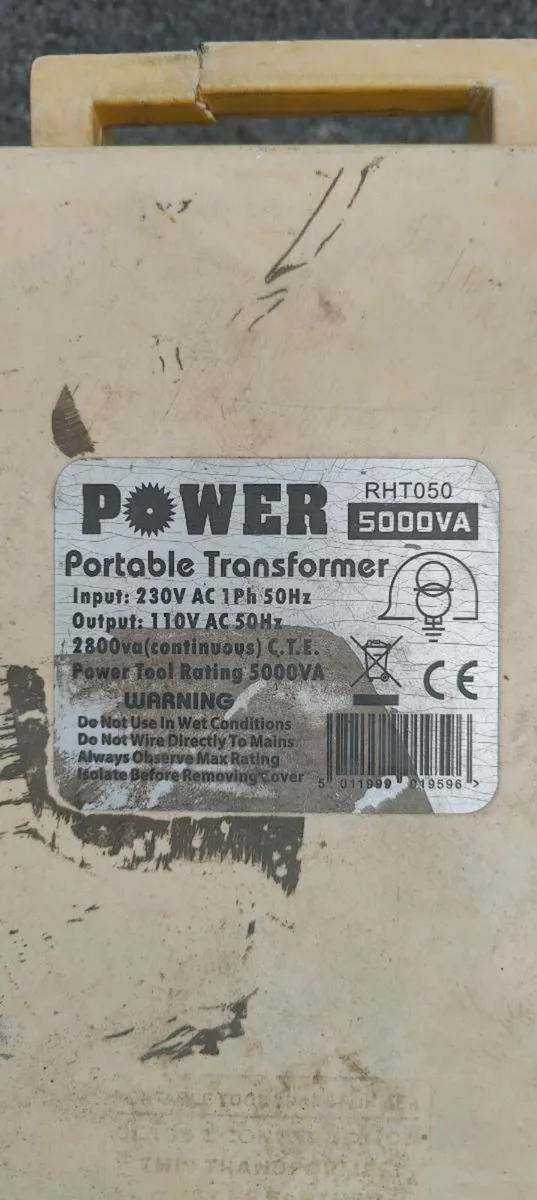 POWER
RHT050
5000VA
Portable Transformer
Input: 230V AC 1Ph 50Hz
Output: 110V AC 50Hz
2800va(continuous) C.T.E.
Power Tool Rating 5000VA
WARNING
Do Not Use In Wet Conditions
Do Not Wire Directly To Mains
Always Observe Max Rating
Isolate Before Removing Cover
CE
5 011999 019596 >